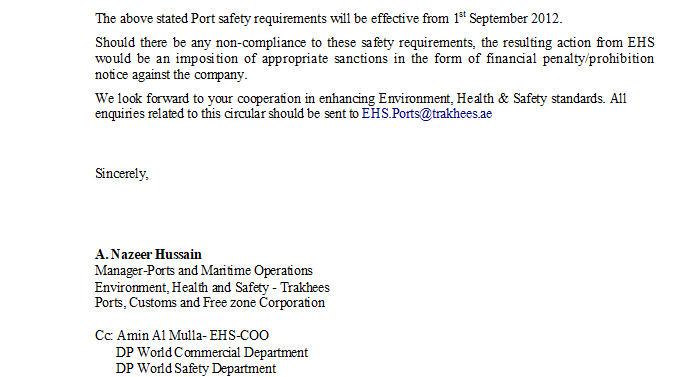 The above stated Port safety requirements will be effective from 1st September 2012.
Should there be any non-compliance to these safety requirements, the resulting action from EHS
would be an imposition of appropriate sanctions in the form of financial penalty/prohibition
notice against the company.
We look forward to your cooperation in enhancing Environment, Health & Safety standards. All
enquiries related to this circular should be sent to EHS.Ports@trakhees.ae
Sincerely,
A. Nazeer Hussain
Manager-Ports and Maritime Operations
Environment, Health and Safety - Trakhees
Ports, Customs and Free zone Corporation
Cc: Amin Al Mulla- EHS-COO
DP World Commercial Department
DP World Safety Department